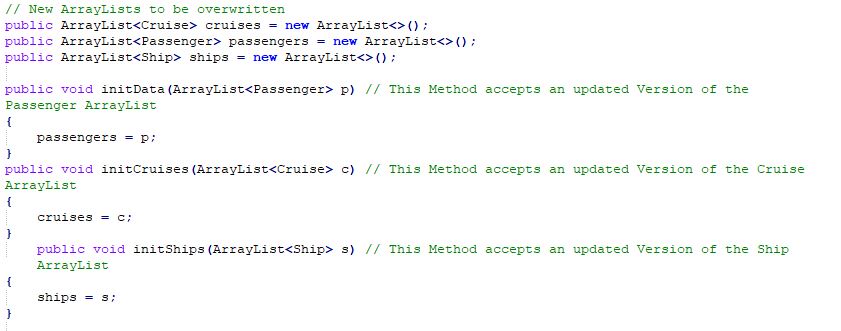 // New ArrayLists to be overwritten
public ArrayList<Cruise> cruises = new ArrayList<>();
public ArrayList<Passenger> passengers = new ArrayList<>();
public ArrayList<Ship> ships = new ArrayList<>();

public void initData(ArrayList<Passenger> p) // This Method accepts an updated Version of the
Passenger ArrayList
{
    passengers = p;
}
public void initCruises(ArrayList<Cruise> c) // This Method accepts an updated Version of the Cruise
ArrayList
{
    cruises = c;
}
    public void initShips(ArrayList<Ship> s) // This Method accepts an updated Version of the Ship
    ArrayList
{
    ships = s;
}